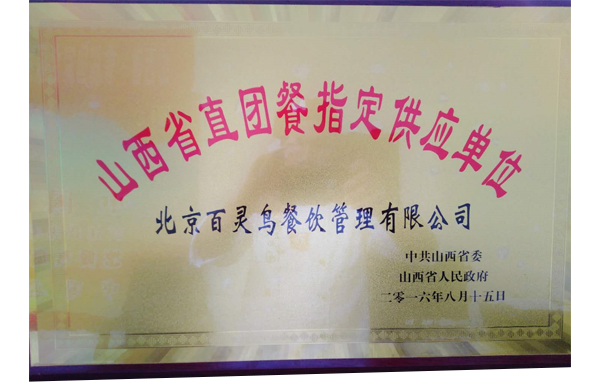 山西省直团餐指定供应单位
北京百灵鸟餐饮管理有限公司
中共山西省委
山西省人民政府
二零一六年八月十五日